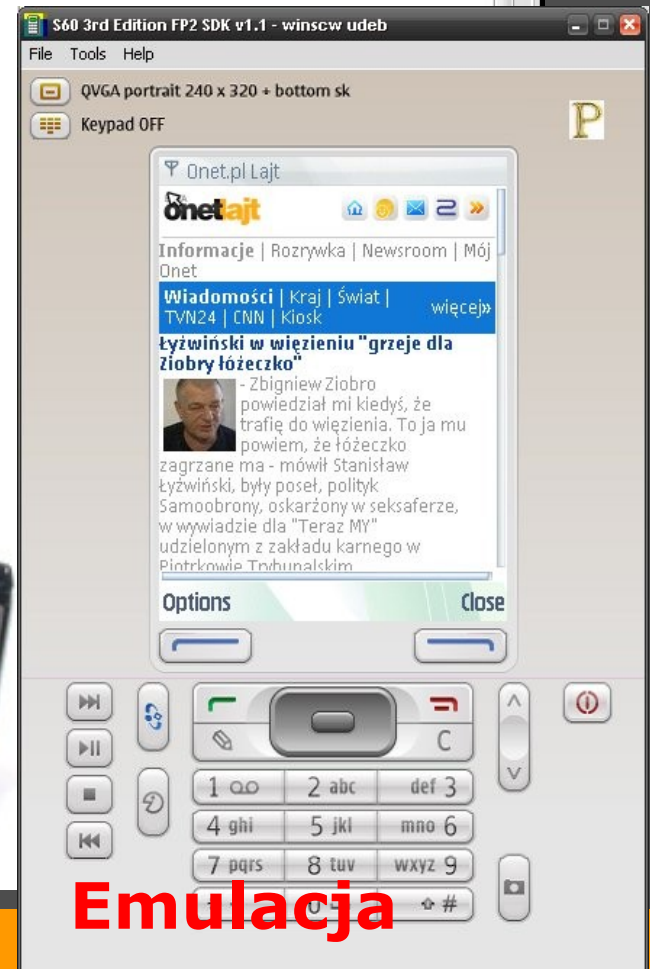 S60 3rd Edition FP2 SDK v1.1 - winscw udeb
File Tools Help
QVGA portrait 240 x 320 + bottom sk
Keypad OFF
P
Onet.pl Lajt
onetlajt
Informacje | Rozrywka | Newsroom | Mój
Onet
Wiadomości | Kraj | Świat |
TVN24 | CNN | Kiosk
więcej»
Łyżwiński w więzieniu "grzeje dla
Ziobry łóżeczko"
- Zbigniew Ziobro
powiedział mi kiedyś, że
trafię do więzienia. To ja mu
powiem, że łóżeczko
zagrzane ma - mówił Stanisław
Łyżwiński, były poseł, polityk
Samoobrony, oskarżony w seksaferze,
w wywiadzie dla "Teraz MY"
udzielonym z zakładu karnego w
Piotrkowie Trybunalskim
Options Close
C
1 2 abc def 3
4 ghi 5 jkl mno 6
7 pqrs 8 tuv wxyz 9
#
Emulacja